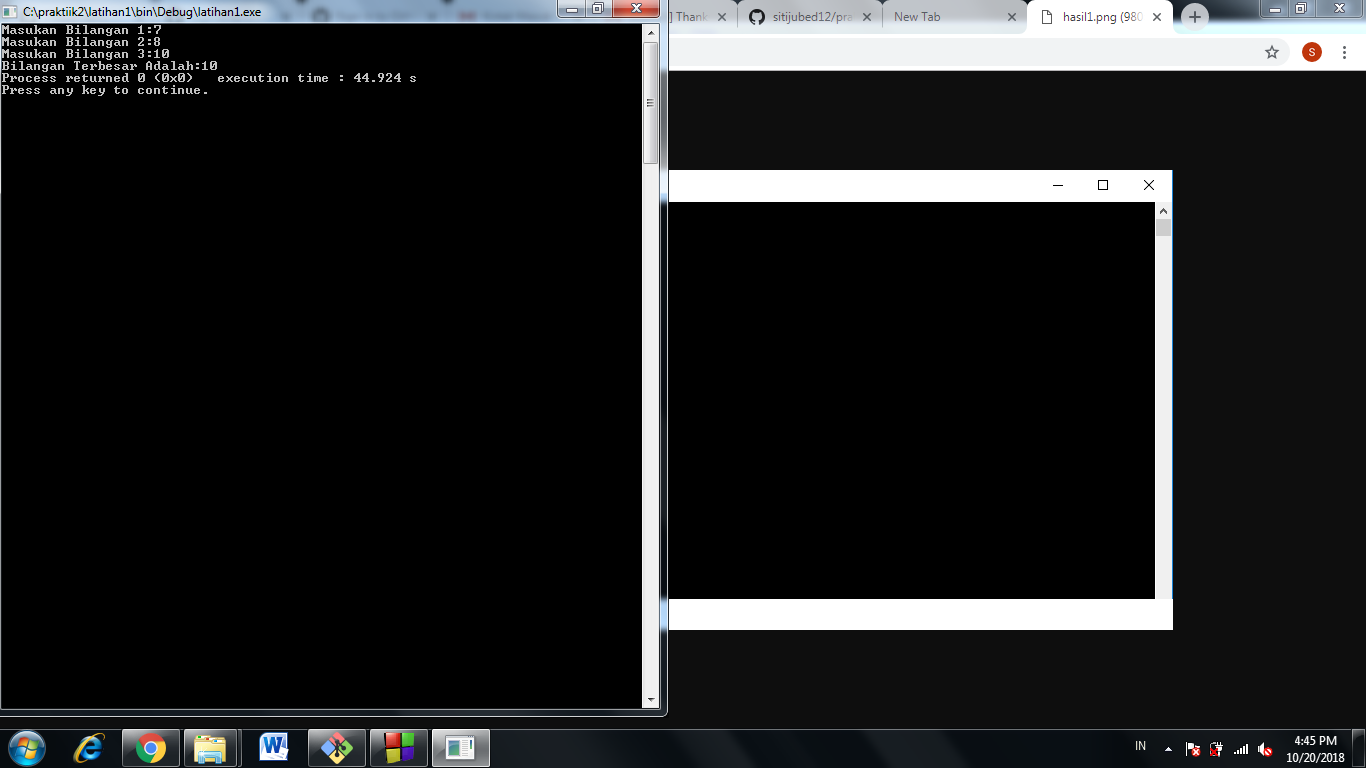 C:\praktiik2\latihan1\bin\Debug\latihan1.exe
Masukan Bilangan 1:7
Masukan Bilangan 2:8
Masukan Bilangan 3:10
Bilangan Terbesar Adalah:10
Process returned 0 (0x0)   execution time : 44.924 s
Press any key to continue.
] Thank
sitijubed12/pra
New Tab
hasil1.png (980
S
IN
4:45 PM
10/20/2018